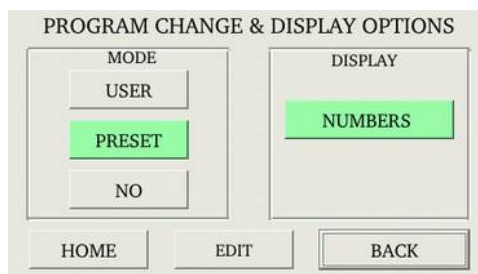 PROGRAM CHANGE & DISPLAY OPTIONS
MODE
USER
PRESET
NO
DISPLAY
NUMBERS
HOME
EDIT
BACK